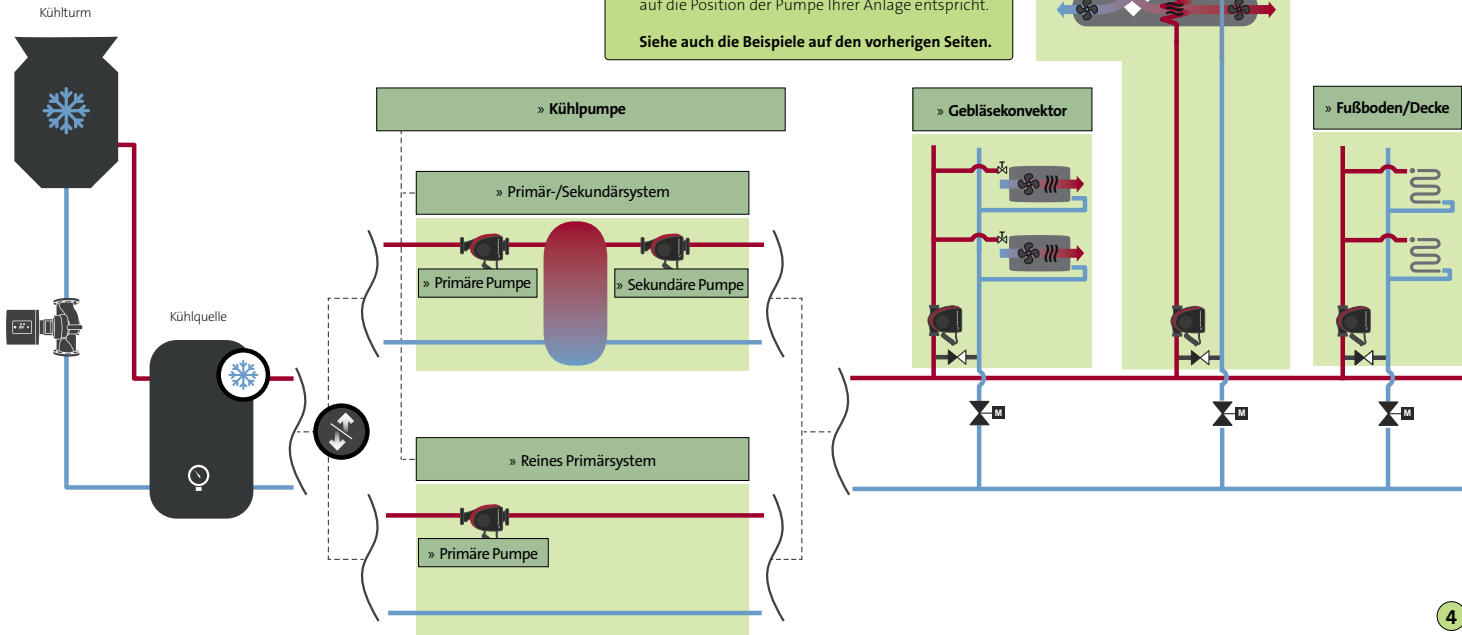 Kühlturm
auf die Position der Pumpe Ihrer Anlage entspricht.
Siehe auch die Beispiele auf den vorherigen Seiten.
» Kühlpumpe
» Gebläsekonvektor
» Fußboden/Decke
» Primär-/Sekundärsystem
» Primäre Pumpe
» Sekundäre Pumpe
Kühlquelle
M
M
M
» Reines Primärsystem
» Primäre Pumpe
4